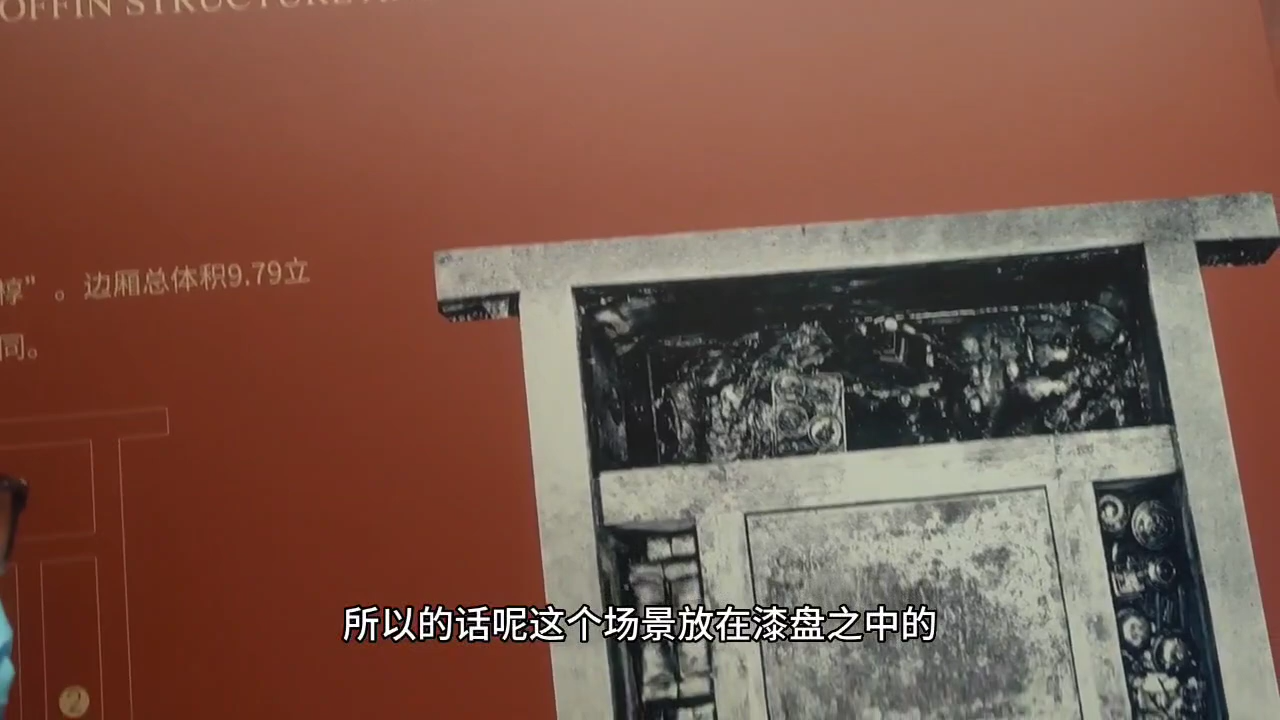 OFFIN STRUCTURE
椁”。边厢总体积9.79立
同。
②
所以的话呢这个场景放在漆盘之中的